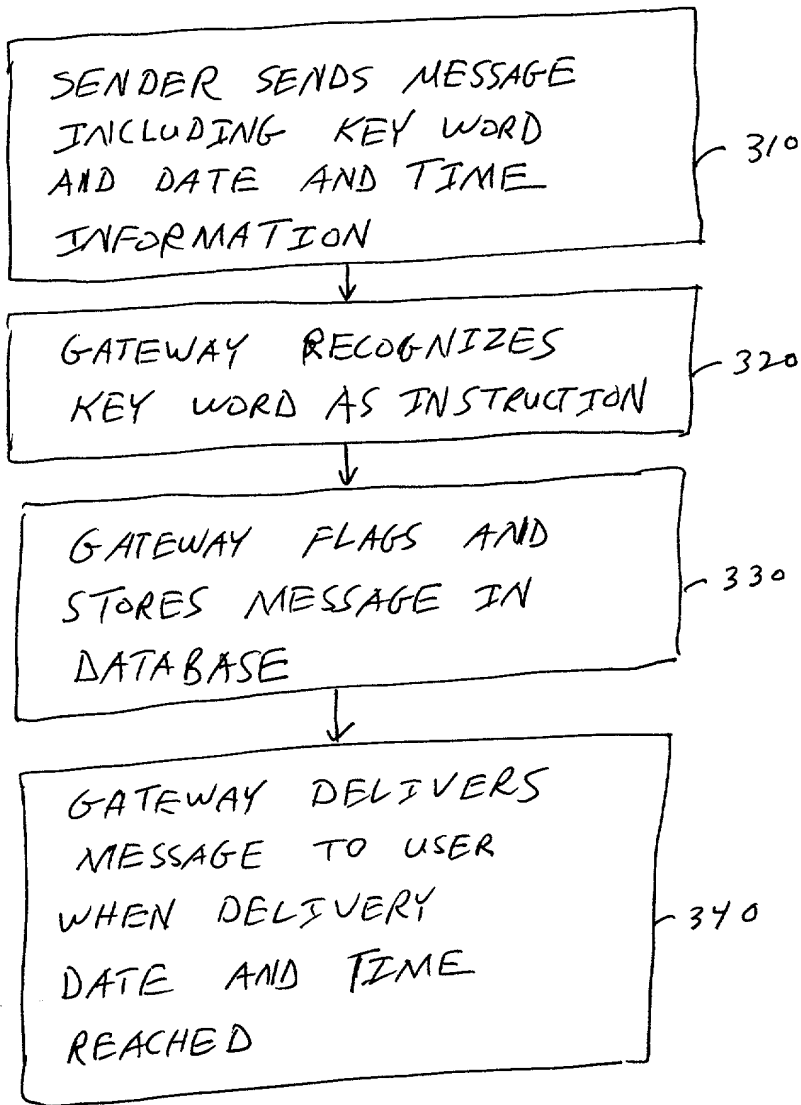 SENDER SENDS MESSAGE
INCLUDING KEY WORD
AND DATE AND TIME
INFORMATION
310
GATEWAY RECOGNIZES
KEY WORD AS INSTRUCTION
320
GATEWAY FLAGS AND
STORES MESSAGE IN
DATABASE
330
GATEWAY DELIVERS
MESSAGE TO USER
WHEN DELIVERY
DATE AND TIME
REACHED
340